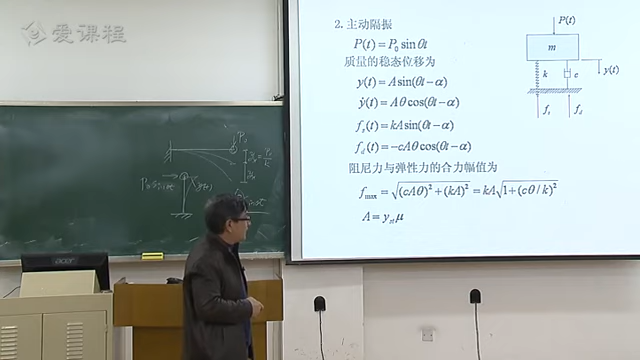 爱课程
2. 主动隔振
P(t) = P₀ sin θt
质量的稳态位移为
y(t) = A sin(θt−α)
ẏ(t) = Aθ cos(θt−α)
fₛ(t) = kA sin(θt−α)
f_d(t) = −cAθ cos(θt−α)
阻尼力与弹性力的合力幅值为
f_max = √((cAθ)² + (kA)²) = kA√(1 + (cθ/k)²)
A = y_st μ
P(t)
m
k
c
y(t)
fₛ
f_d
acer